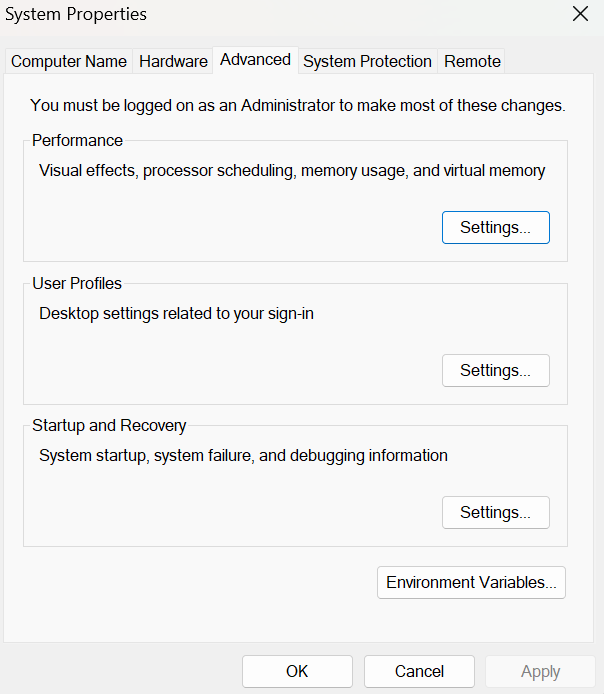 System Properties
Computer Name Hardware Advanced System Protection Remote
You must be logged on as an Administrator to make most of these changes.
Performance
Visual effects, processor scheduling, memory usage, and virtual memory
Settings...
User Profiles
Desktop settings related to your sign-in
Settings...
Startup and Recovery
System startup, system failure, and debugging information
Settings...
Environment Variables...
OK Cancel Apply